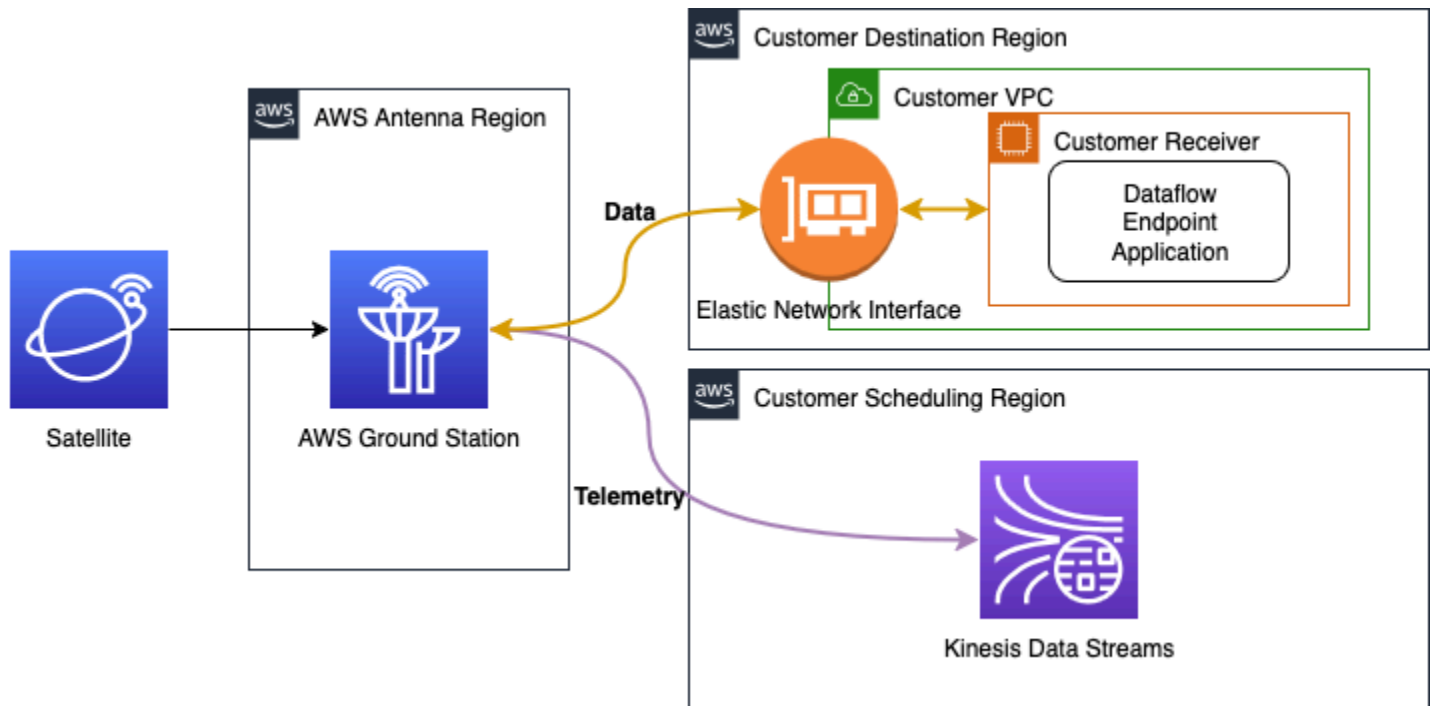 aws
Customer Destination Region
Customer VPC
aws
AWS Antenna Region
Customer Receiver
Dataflow
Endpoint
Application
Data
Elastic Network Interface
Satellite
AWS Ground Station
aws
Customer Scheduling Region
Telemetry
Kinesis Data Streams